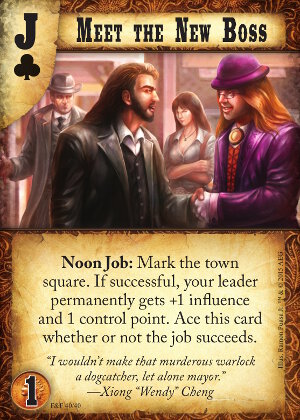 J
Meet the New Boss
Noon Job: Mark the town
square. If successful, your leader
permanently gets +1 influence
and 1 control point. Ace this card
whether or not the job succeeds.
“I wouldn’t make that murderous warlock
a dogcatcher, let alone mayor.”
—Xiong “Wendy” Cheng
1
F&F 40/40